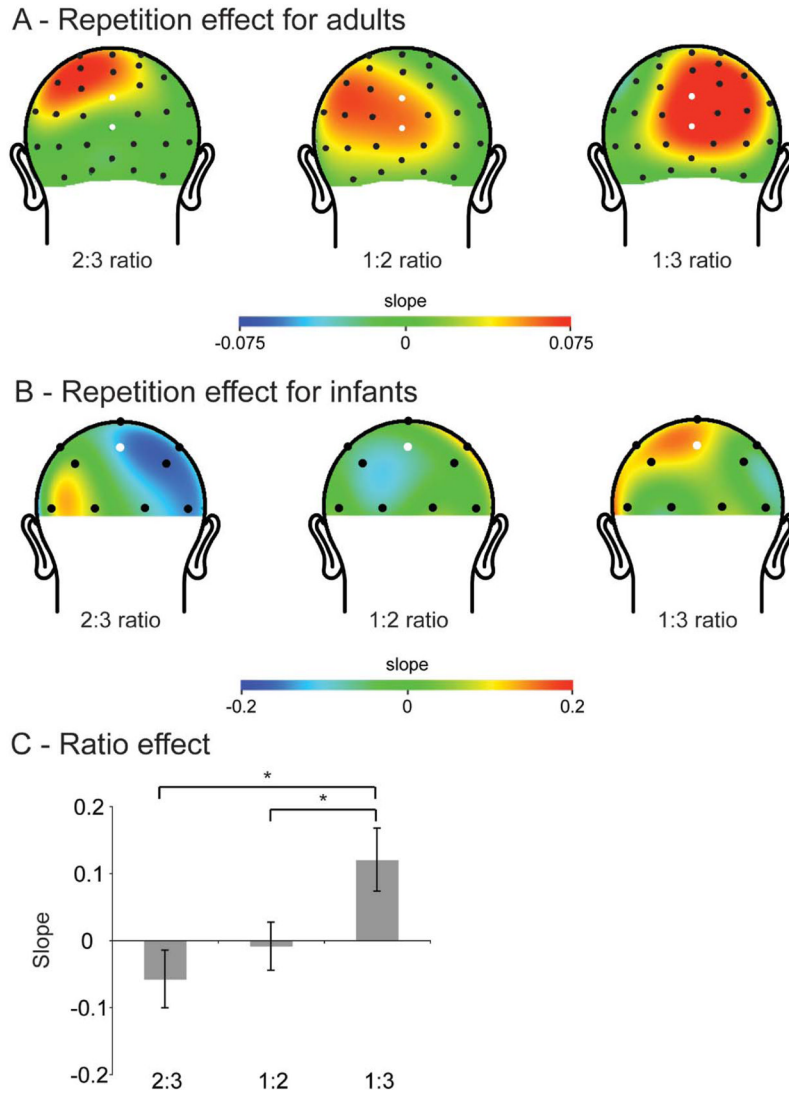 A - Repetition effect for adults
2:3 ratio 1:2 ratio 1:3 ratio
slope
-0.075 0 0.075
B - Repetition effect for infants
2:3 ratio 1:2 ratio 1:3 ratio
slope
-0.2 0 0.2
C - Ratio effect
*
*
0.2
0.1
0
-0.1
-0.2
Slope
2:3 1:2 1:3